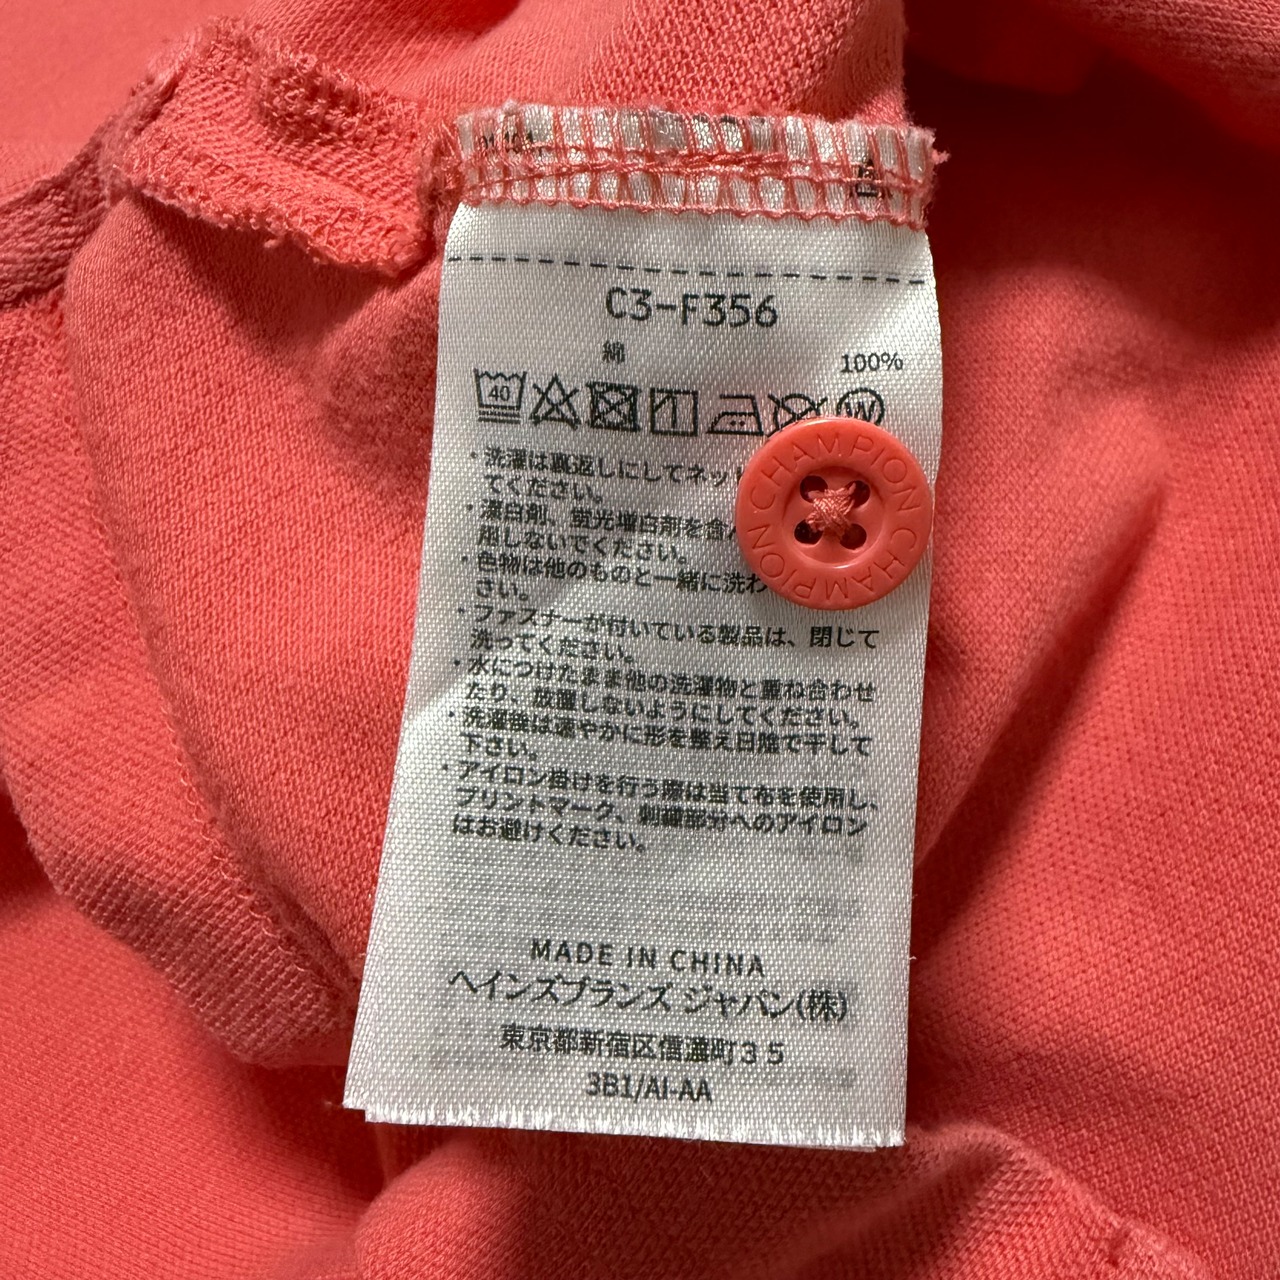 C3-F356
綿 100%
40
W
・洗濯は裏返しにしてネッ
てください。
・漂白剤、蛍光増白剤を含
用しないでください。
・色物は他のものと一緒に洗わ
さい。
・ファスナーが付いている製品は、閉じて
洗ってください。
・水につけたまま他の洗濯物と重ね合わせ
たり、放置しないようにしてください。
・洗濯後は速やかに形を整え日陰で干して
下さい。
・アイロン掛けを行う際は当て布を使用し、
プリントマーク、刺繍部分へのアイロン
はお避けください。
CHAMPION CHAMPION
MADE IN CHINA
ヘインズブランズ ジャパン(株)
東京都新宿区信濃町35
3B1/AI-AA